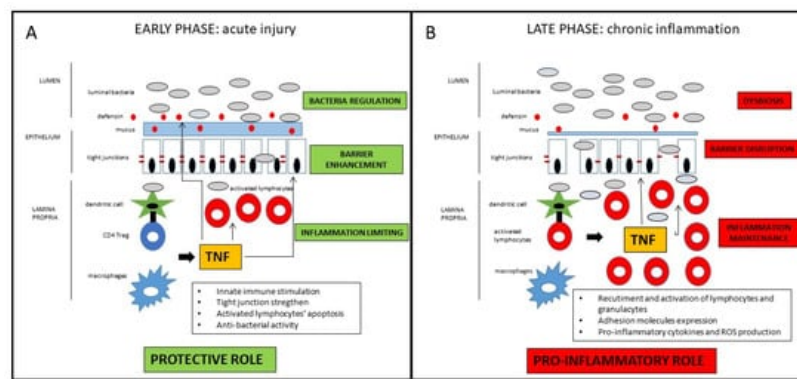 A
EARLY PHASE: acute injury
LUMEN
luminal bacteria
BACTERIA REGULATION
defensin
mucus
EPITHELIUM
tight junctions
BARRIER
ENHANCEMENT
activated lymphocytes
LAMINA
PROPRIA
dendritic cell
CD4 Treg
INFLAMMATION LIMITING
TNF
macrophages
• Innate immune stimulation
• Tight junction stregthen
• Activated lymphocytes' apoptosis
• Anti-bacterial activity
PROTECTIVE ROLE
B
LATE PHASE: chronic inflammation
LUMEN
luminal bacteria
DYSBIOSIS
defensin
mucus
EPITHELIUM
tight junctions
BARRIER DISRUPTION
LAMINA
PROPRIA
dendritic cell
activated
lymphocytes
INFLAMMATION
MAINTENANCE
TNF
macrophages
• Recrutiment and activation of lymphocytes and
granulacytes
• Adhesion molecules expression
• Pro-inflammatory cytokines and ROS production
PRO-INFLAMMATORY ROLE